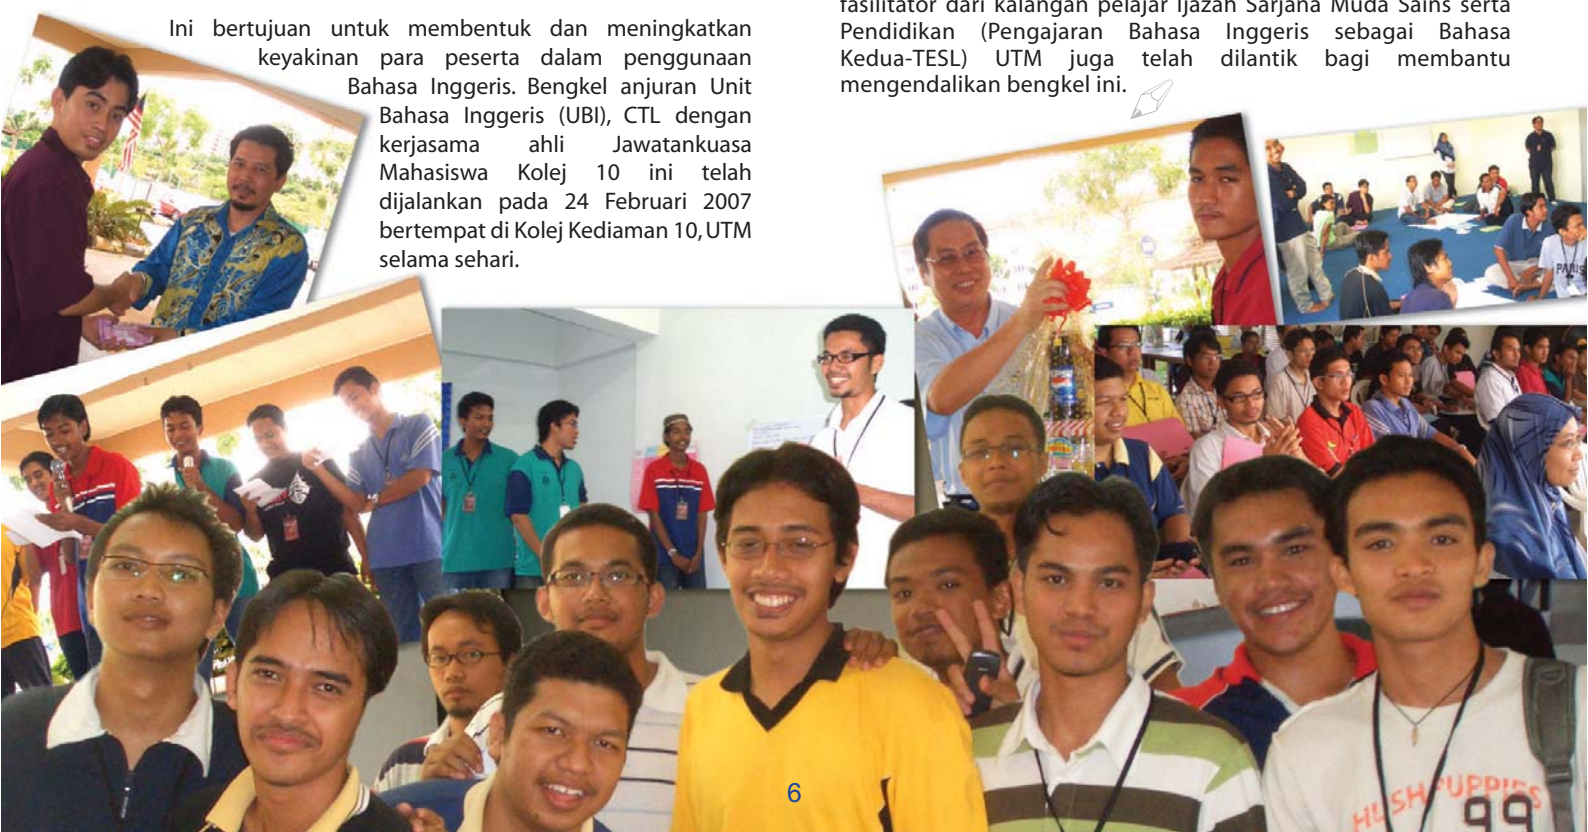 Ini bertujuan untuk membentuk dan meningkatkan
keyakinan para peserta dalam penggunaan
Bahasa Inggeris. Bengkel anjuran Unit
Bahasa Inggeris (UBI), CTL dengan
kerjasama ahli Jawatankuasa
Mahasiswa Kolej 10 ini telah
dijalankan pada 24 Februari 2007
bertempat di Kolej Kediaman 10, UTM
selama sehari.
fasilitator dari kalangan pelajar Ijazah Sarjana Muda Sains serta
Pendidikan (Pengajaran Bahasa Inggeris sebagai Bahasa
Kedua-TESL) UTM juga telah dilantik bagi membantu
mengendalikan bengkel ini.
PARIS
HUSH PUPPIES
99
6